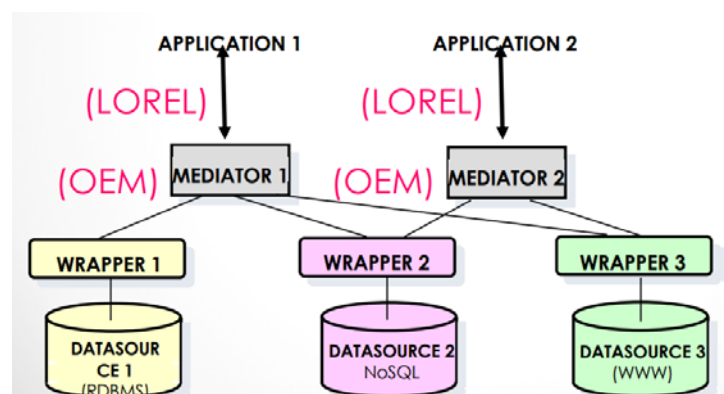 APPLICATION 1
APPLICATION 2
(LOREL)
(LOREL)
MEDIATOR 1
MEDIATOR 2
(OEM)
(OEM)
WRAPPER 1
WRAPPER 2
WRAPPER 3
DATASOUR
CE 1
(RDBMS)
DATASOURCE 2
NoSQL
DATASOURCE 3
(WWW)